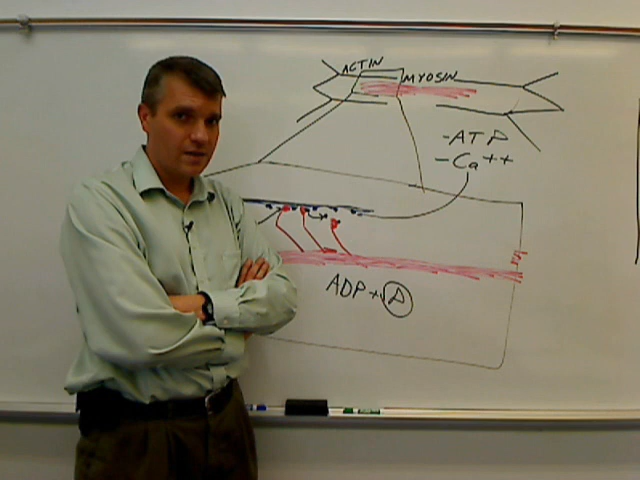 ACTIN
MYOSIN
-ATP
-Ca++
ADP + P